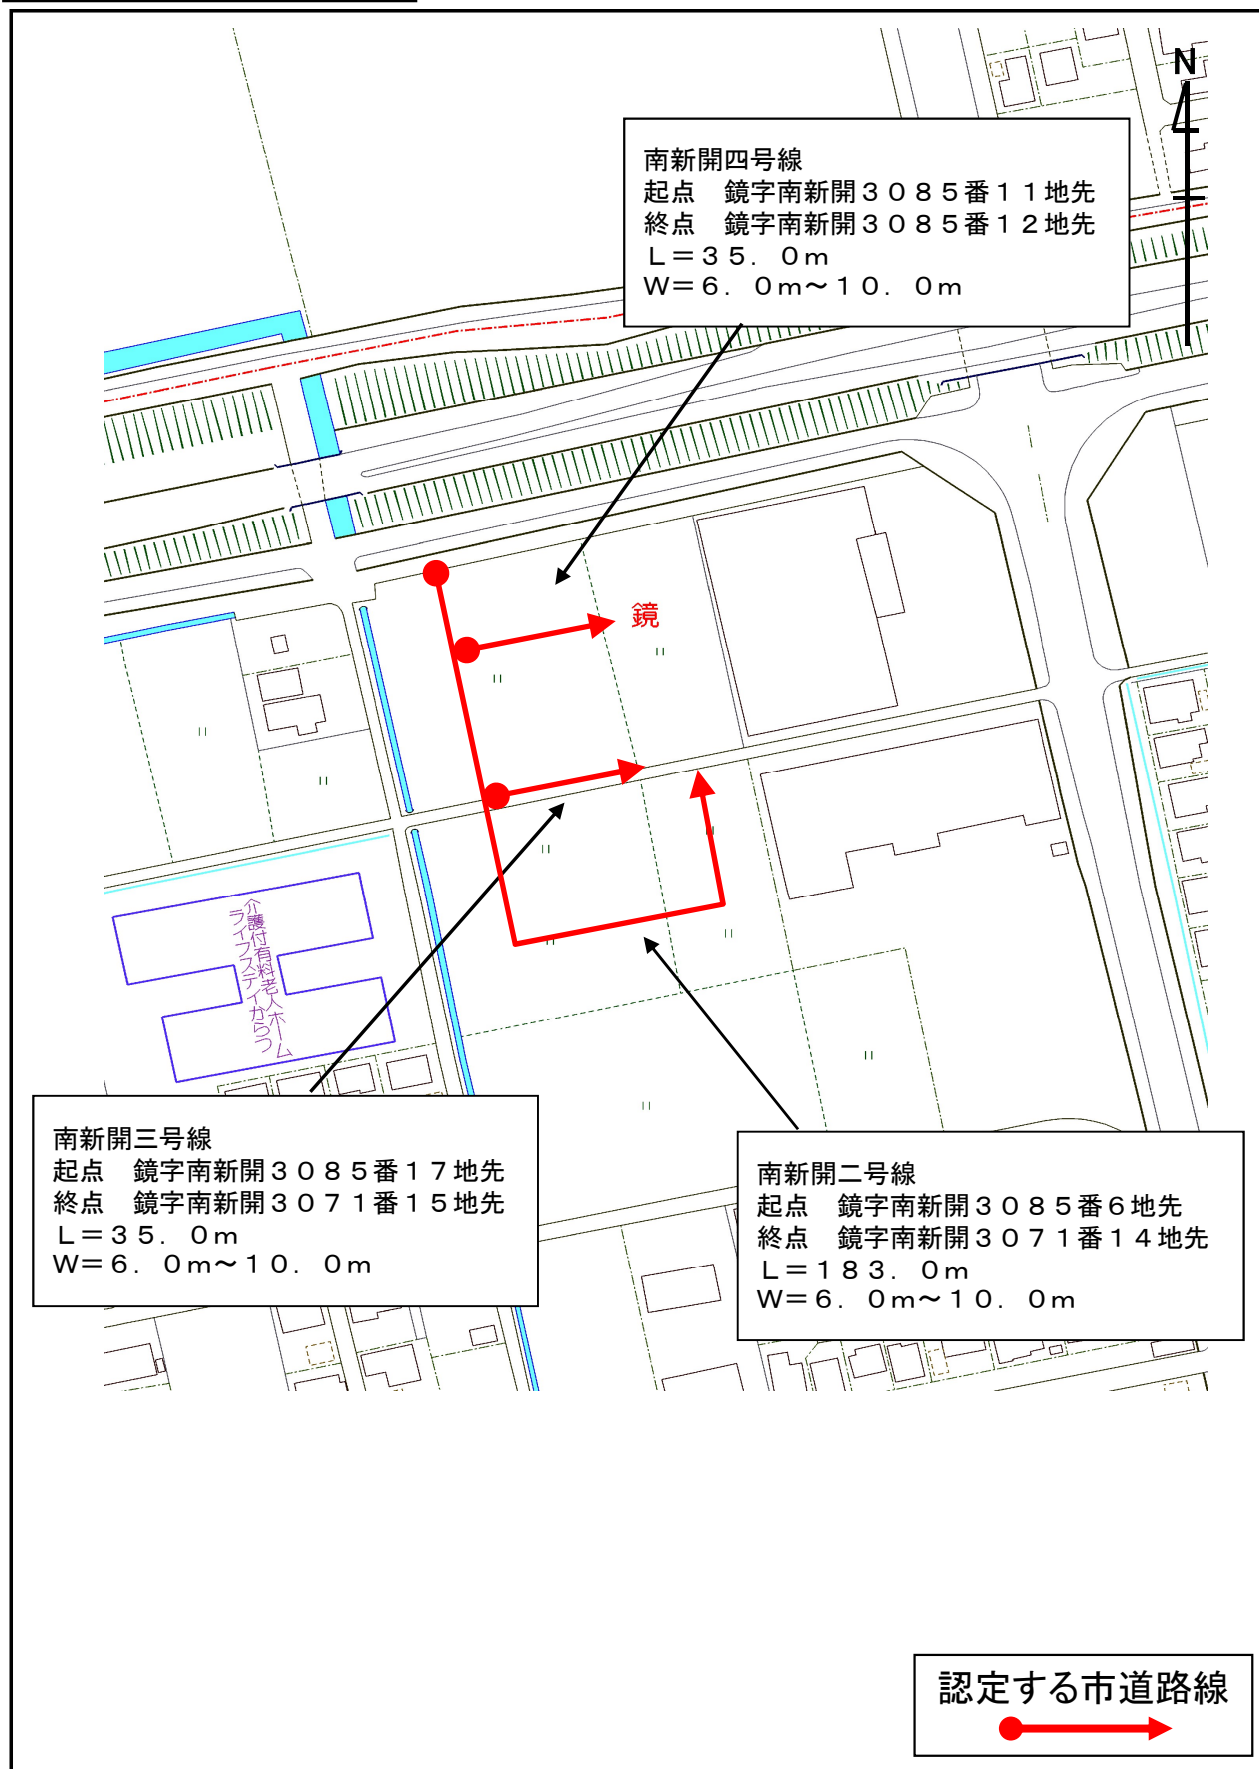 N
南新開四号線
起点　鏡字南新開３０８５番１１地先
終点　鏡字南新開３０８５番１２地先
Ｌ＝３５．０ｍ
Ｗ＝６．０ｍ～１０．０ｍ
鏡
介護付有料老人ホーム
ライフステイからつ
南新開三号線
起点　鏡字南新開３０８５番１７地先
終点　鏡字南新開３０７１番１５地先
Ｌ＝３５．０ｍ
Ｗ＝６．０ｍ～１０．０ｍ
南新開二号線
起点　鏡字南新開３０８５番６地先
終点　鏡字南新開３０７１番１４地先
Ｌ＝１８３．０ｍ
Ｗ＝６．０ｍ～１０．０ｍ
認定する市道路線